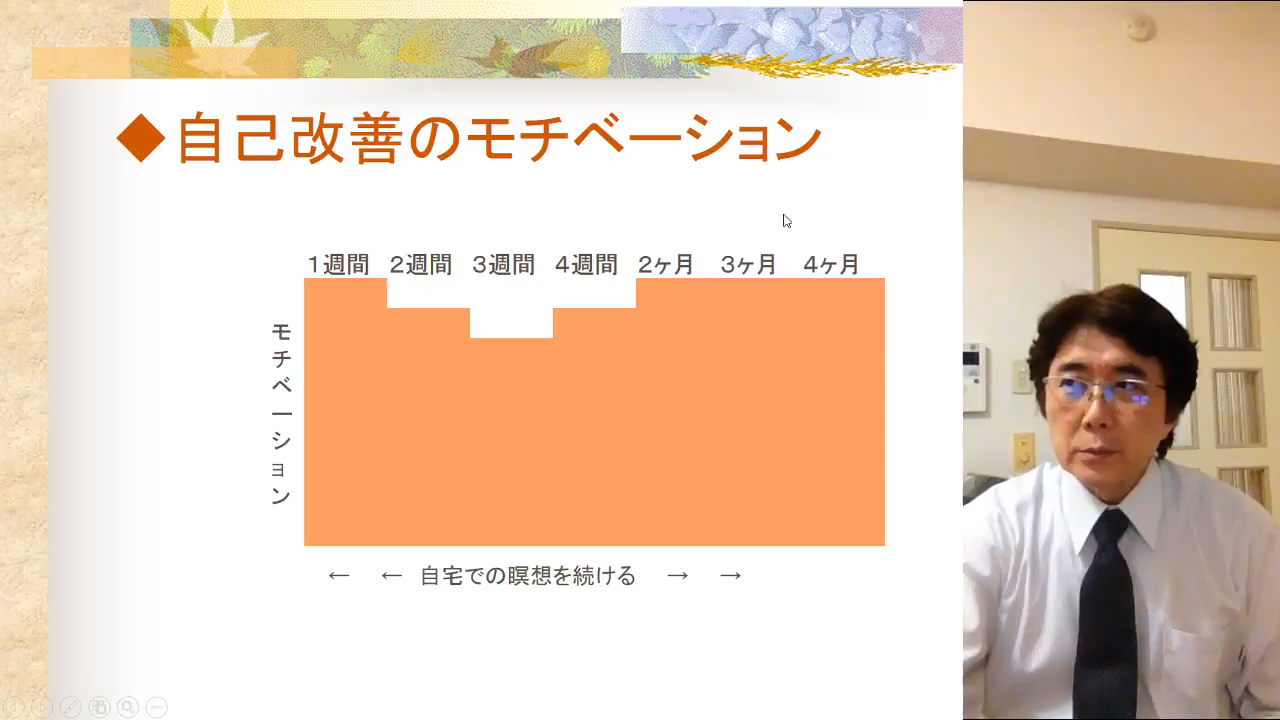 ◆自己改善のモチベーション
1週間 2週間 3週間 4週間 2ヶ月 3ヶ月 4ヶ月
モチベーション
← ← 自宅での瞑想を続ける → →